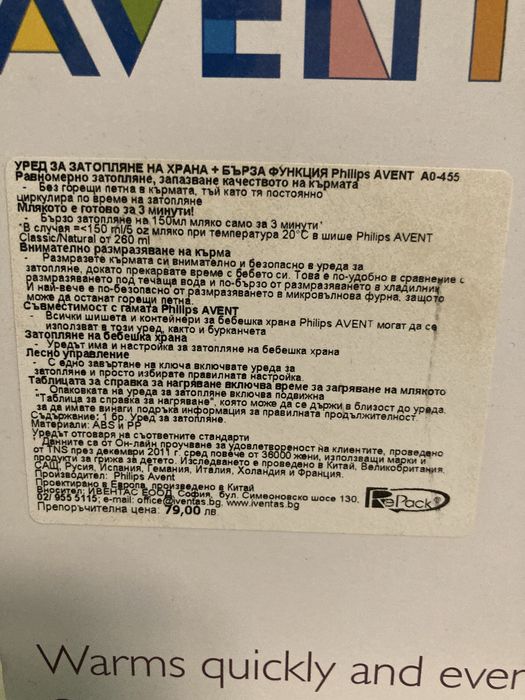 AVENT
УРЕД ЗА ЗАТОПЛЯНЕ НА ХРАНА + БЪРЗА ФУНКЦИЯ Philips AVENT A0-455
Равномерно затопляне, запазване качеството на кърмата
- Без горещи петна в кърмата, тъй като тя постоянно
циркулира по време на затопляне
Млякото е готово за 3 минути!
- Бързо затопляне на 150мл мляко само за 3 минути*
*В случая =<150 ml/5 oz мляко при температура 20°C в шише Philips AVENT
Classic/Natural от 260 ml
Внимателно размразяване на кърма
- Размразете кърмата си внимателно и безопасно в уреда за
затопляне, докато прекарвате време с бебето си. Това е по-удобно в сравнение с
размразяването под течаща вода и по-бързо от размразяването в хладилник
И най-вече е по-безопасно от размразяването в микровълнова фурна, защото
може да останат горещи петна.
Съвместимост с гамата Philips AVENT
- Всички шишета и контейнери за бебешка храна Philips AVENT могат да се
използват в този уред, както и бурканчета
Затопляне на бебешка храна
- Уредът има и настройка за затопляне на бебешка храна
Лесно управление
- С едно завъртане на ключа включвате уреда за
затопляне и просто избирате правилната настройка.
Таблицата за справка за нагряване включва време за загряване на млякото
- Опаковката на уреда за затопляне включва подвижна
"Таблица за справка за нагряване", която може да се държи в близост до уреда,
за да имате винаги подръка информация за правилната продължителност.
Съдържание: 1 бр. Уред за затопляне.
Материали: ABS и PP
Уредът отговаря на съответните стандарти
Данните са от Он-лайн проучване за удовлетвореност на клиентите, проведено
от TNS през декември 2011 г. сред повече от 36000 жени, използващи марки и
продукти за грижа за детето. Изследването е проведено в Китай, Великобритания,
САЩ, Русия, Испания, Гемания, Италия, Холандия и Франция.
Производител: Philips Avent
Проектирано в Европа, произведено в Китай
Вносител: ИВЕНТАС ЕООД, София, бул. Симеоновско шосе 130,
02/ 955 5115; e-mail: office@iventas.bg, www.iventas.bg
Препоръчителна цена: 79,00 лв.
RePack
Warms quickly and ever